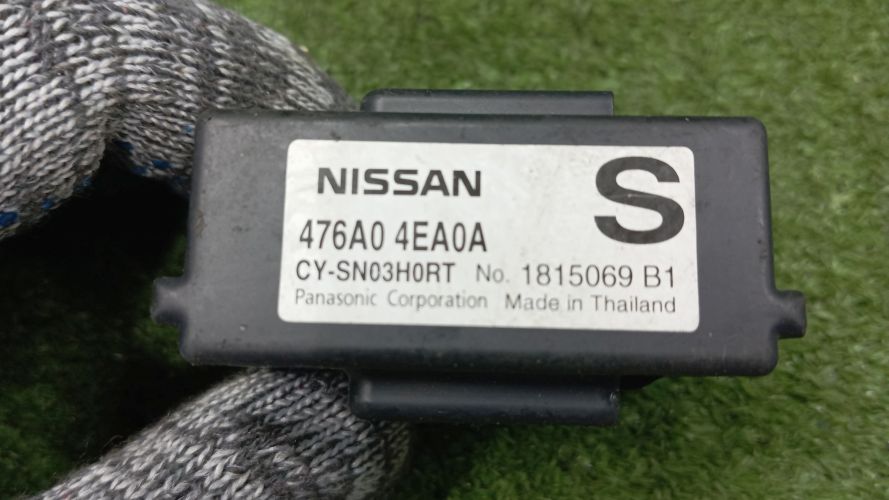 NISSAN
S
476A0 4EA0A
CY-SN03H0RT No. 1815069 B1
Panasonic Corporation Made in Thailand